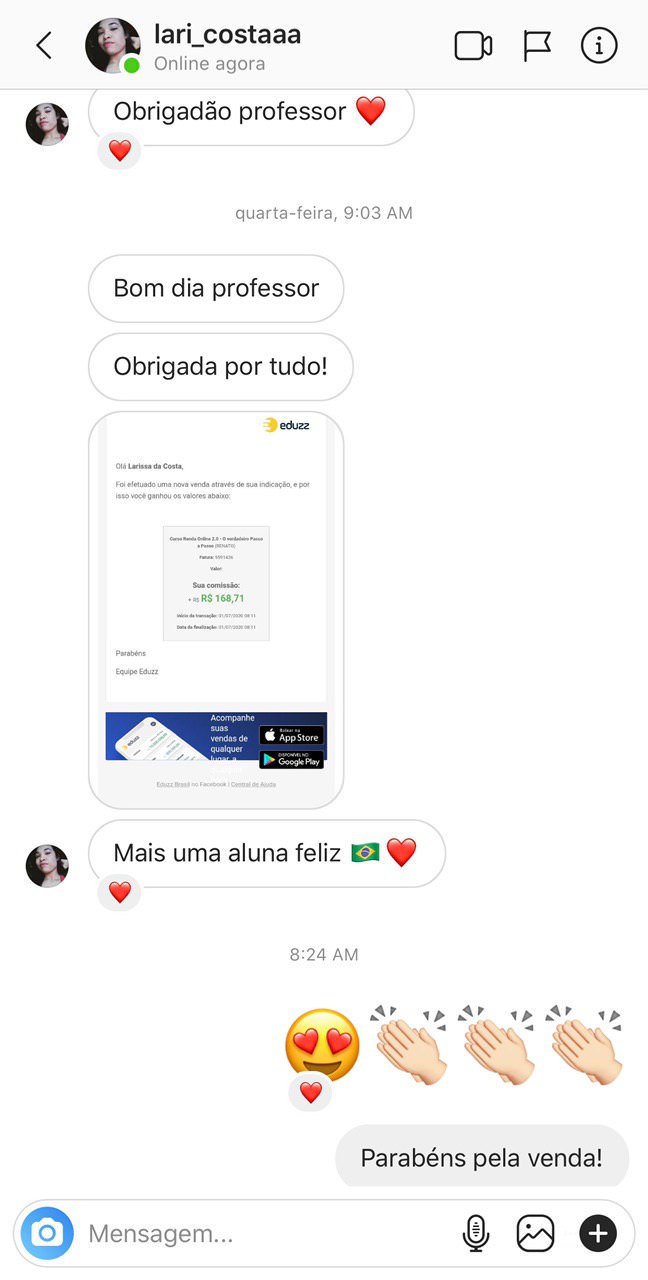 lari_costaaa
Online agora
Obrigadão professor ❤️
❤️
quarta-feira, 9:03 AM
Bom dia professor
Obrigada por tudo!
eduzz
Olá Larissa da Costa,
Foi efetuado uma nova venda através de sua indicação, e por
isso você ganhou os valores abaixo:
Curso Renda Online 2.0 - O verdadeiro Passo
a Passo (RENATO)
Fatura: 9591626
Valor:
Sua comissão:
+ R$ R$ 168,71
Início da transação: 01/07/2020 08:11
Data da finalização: 01/07/2020 08:11
Parabéns
Equipe Eduzz
Acompanhe
suas
vendas de
qualquer
lugar a
Baixar na
App Store
DISPONÍVEL NO
Google Play
Eduzz Brasil no Facebook | Central de Ajuda
Mais uma aluna feliz 🇧🇷❤️
❤️
8:24 AM
😍👏🏻👏🏻👏🏻
❤️
Parabéns pela venda!
Mensagem...